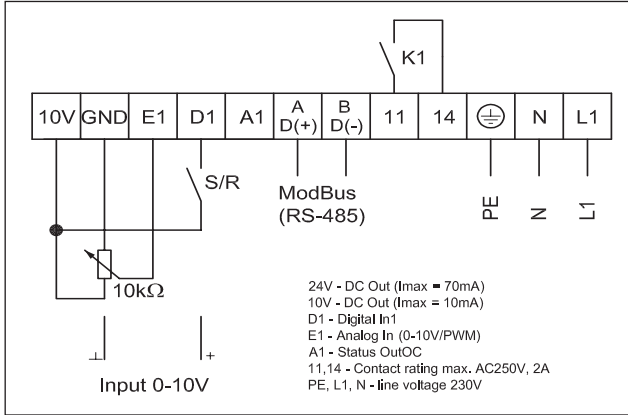 K1
10V GND E1 D1 A1 A D(+) B D(-) 11 14 N L1
S/R
ModBus
(RS-485)
PE
N
L1
10kΩ
24V - DC Out (Imax = 70mA)
10V - DC Out (Imax = 10mA)
D1 - Digital In1
E1 - Analog In (0-10V/PWM)
A1 - Status OutOC
11,14 - Contact rating max. AC250V, 2A
PE, L1, N - line voltage 230V
⊥ +
Input 0-10V